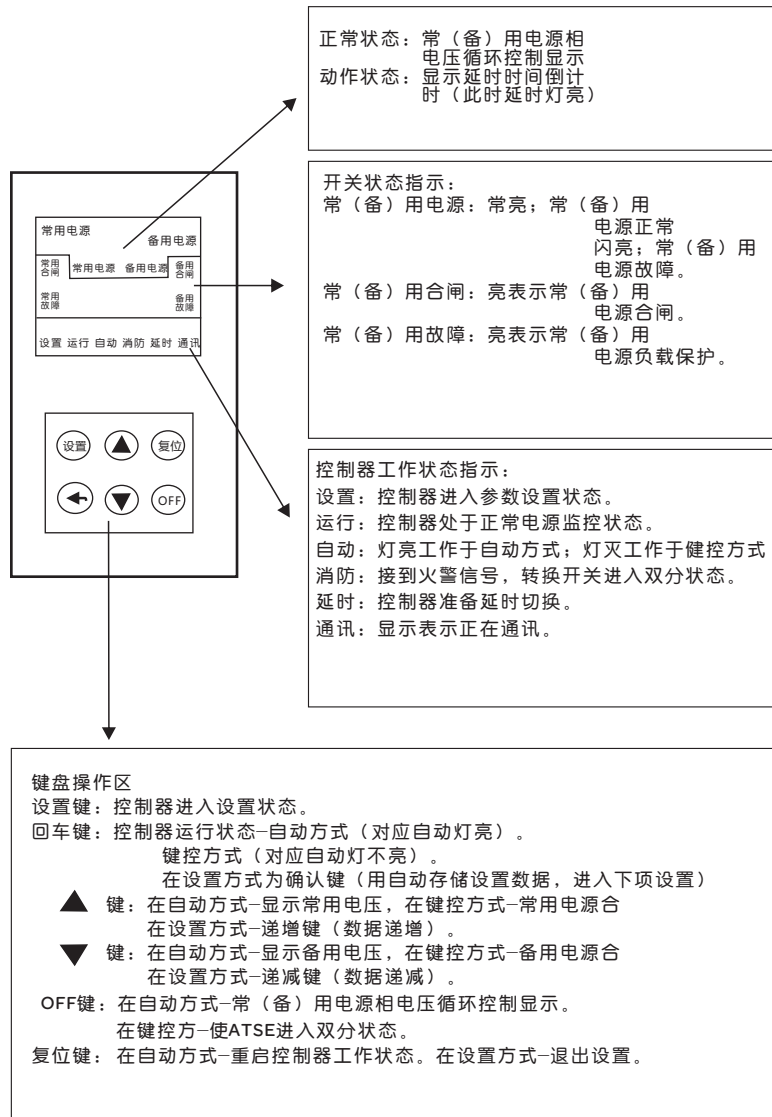 正常状态：常（备）用电源相
电压循环控制显示
动作状态：显示延时时间倒计
时（此时延时灯亮）
开关状态指示：
常（备）用电源：常亮；常（备）用
电源正常
闪亮；常（备）用
电源故障。
常（备）用合闸：亮表示常（备）用
电源合闸。
常（备）用故障：亮表示常（备）用
电源负载保护。
常用电源
备用电源
常用
合闸
常用电源 备用电源
备用
合闸
常用
故障
备用
故障
设置 运行 自动 消防 延时 通讯
设置
复位
OFF
控制器工作状态指示：
设置：控制器进入参数设置状态。
运行：控制器处于正常电源监控状态。
自动：灯亮工作于自动方式；灯灭工作于健控方式
消防：接到火警信号，转换开关进入双分状态。
延时：控制器准备延时切换。
通讯：显示表示正在通讯。
键盘操作区
设置键：控制器进入设置状态。
回车键：控制器运行状态–自动方式（对应自动灯亮）。
键控方式（对应自动灯不亮）。
在设置方式为确认键（用自动存储设置数据，进入下项设置）
▲ 键：在自动方式–显示常用电压，在键控方式–常用电源合
在设置方式–递增键（数据递增）。
▼ 键：在自动方式–显示备用电压，在键控方式–备用电源合
在设置方式–递减键（数据递减）。
OFF键：在自动方式–常（备）用电源相电压循环控制显示。
在键控方–使ATSE进入双分状态。
复位键：在自动方式–重启控制器工作状态。在设置方式–退出设置。